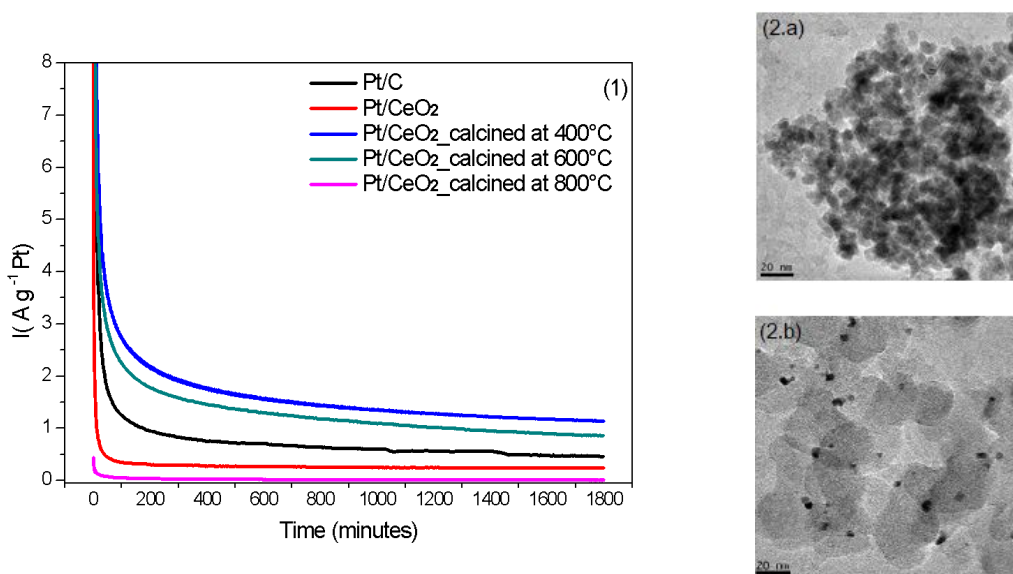 (1)
Pt/C
Pt/CeO2
Pt/CeO2_calcined at 400°C
Pt/CeO2_calcined at 600°C
Pt/CeO2_calcined at 800°C
I( A g⁻¹ Pt)
8
7
6
5
4
3
2
1
0
0 200 400 600 800 1000 1200 1400 1600 1800
Time (minutes)
(2.a)
20 nm
(2.b)
20 nm